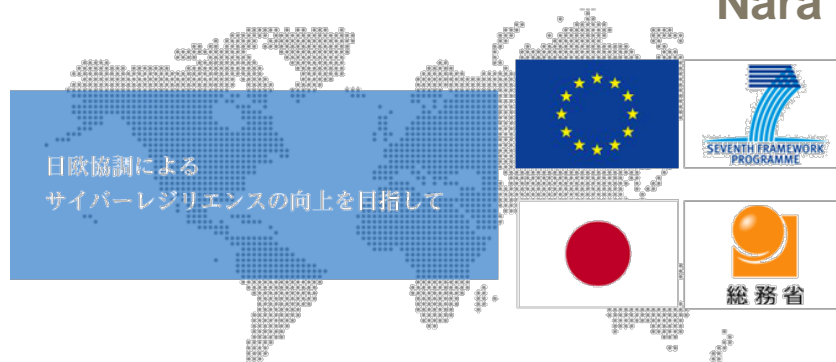 Nara
日欧協調による
サイバーレジリエンスの向上を目指して
SEVENTH FRAMEWORK
PROGRAMME
総務省